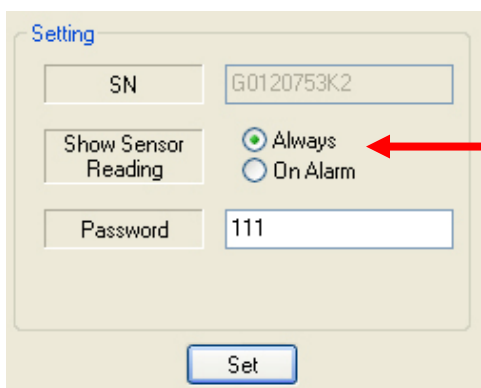 Setting
SN
G0120753K2
Show Sensor
Reading
Always
On Alarm
Password
111
Set